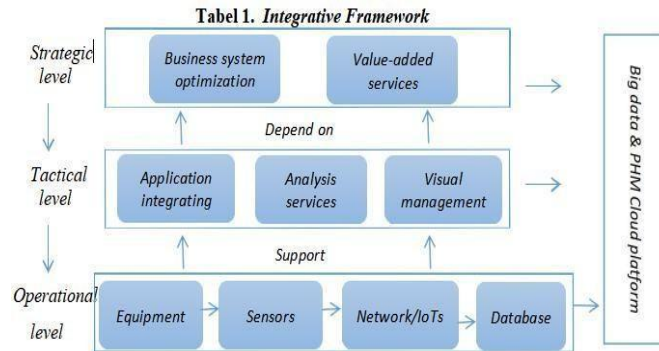 Tabel 1. Integrative Framework
Strategic
level
Business system
optimization
Value-added
services
Depend on
Tactical
level
Application
integrating
Analysis
services
Visual
management
Support
Operational
level
Equipment
Sensors
Network/IoTs
Database
Big data & PHM Cloud platform